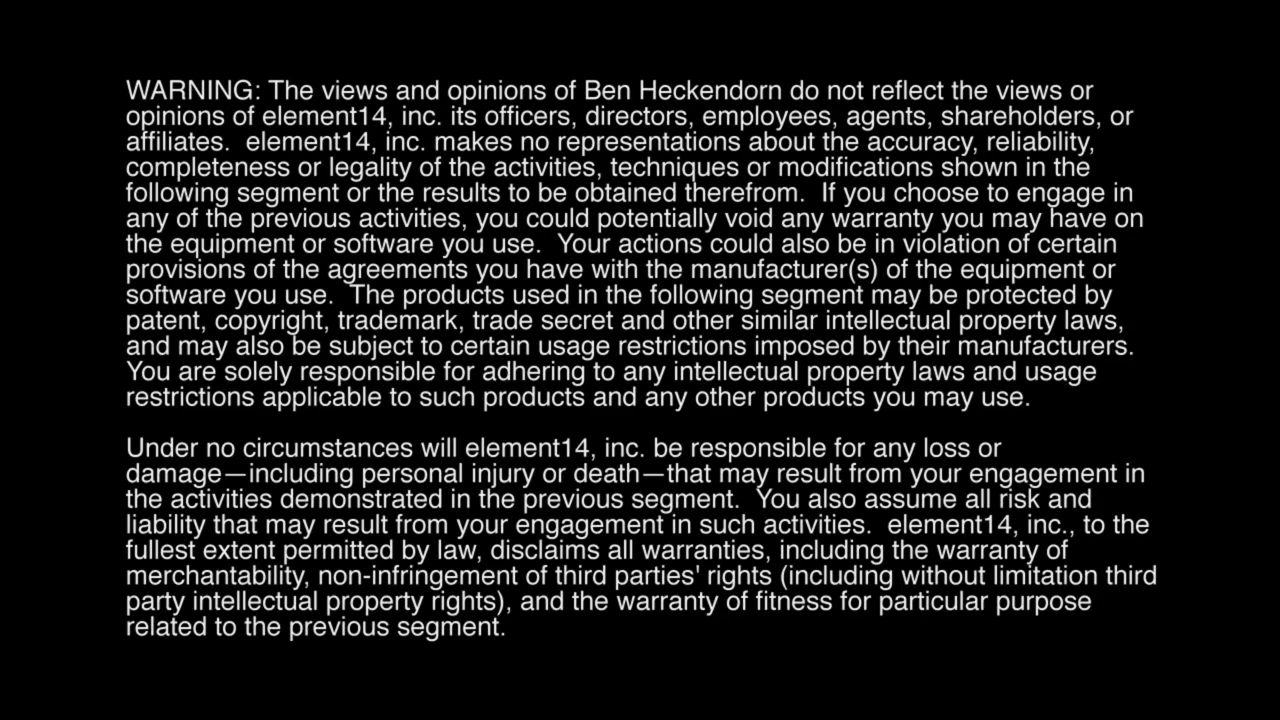 WARNING: The views and opinions of Ben Heckendorn do not reflect the views or
opinions of element14, inc. its officers, directors, employees, agents, shareholders, or
affiliates.  element14, inc. makes no representations about the accuracy, reliability,
completeness or legality of the activities, techniques or modifications shown in the
following segment or the results to be obtained therefrom.  If you choose to engage in
any of the previous activities, you could potentially void any warranty you may have on
the equipment or software you use.  Your actions could also be in violation of certain
provisions of the agreements you have with the manufacturer(s) of the equipment or
software you use.  The products used in the following segment may be protected by
patent, copyright, trademark, trade secret and other similar intellectual property laws,
and may also be subject to certain usage restrictions imposed by their manufacturers.
You are solely responsible for adhering to any intellectual property laws and usage
restrictions applicable to such products and any other products you may use.
Under no circumstances will element14, inc. be responsible for any loss or
damage—including personal injury or death—that may result from your engagement in
the activities demonstrated in the previous segment.  You also assume all risk and
liability that may result from your engagement in such activities.  element14, inc., to the
fullest extent permitted by law, disclaims all warranties, including the warranty of
merchantability, non-infringement of third parties' rights (including without limitation third
party intellectual property rights), and the warranty of fitness for particular purpose
related to the previous segment.